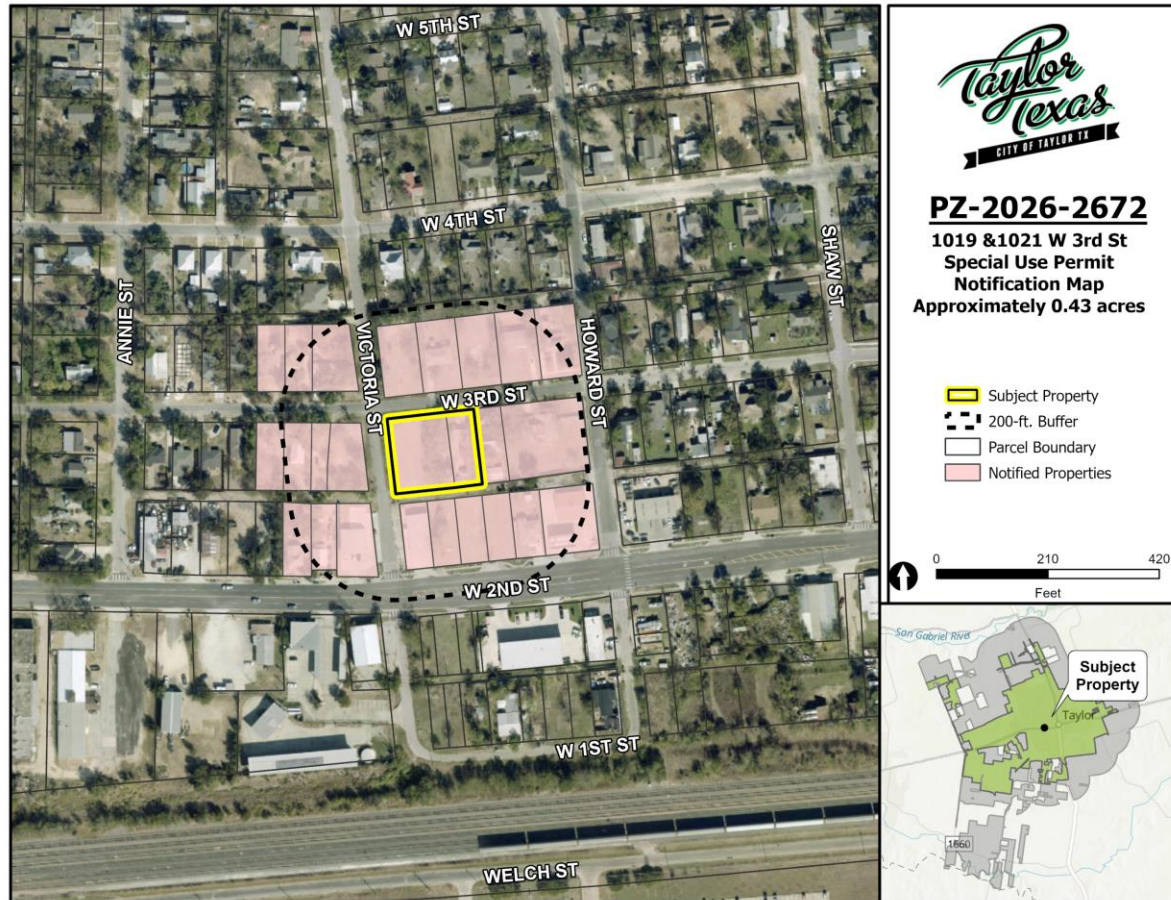 W 5TH ST
W 4TH ST
SHAW ST
ANNIE ST
VICTORIA ST
HOWARD ST
W 3RD ST
W 2ND ST
W 1ST ST
WELCH ST
Taylor
Texas
CITY OF TAYLOR TX
PZ-2026-2672
1019 &1021 W 3rd St
Special Use Permit
Notification Map
Approximately 0.43 acres
Subject Property
200-ft. Buffer
Parcel Boundary
Notified Properties
0 210 420
Feet
San Gabriel River
Subject
Property
Taylor
1660